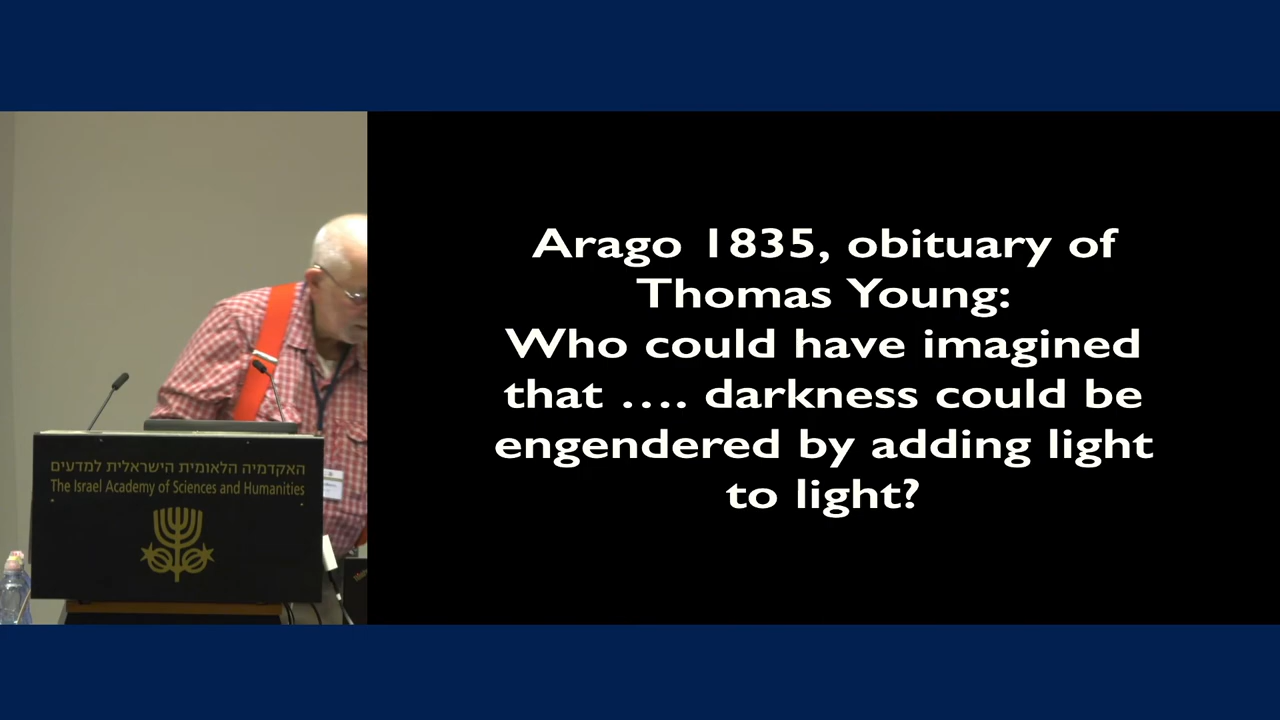 Arago 1835, obituary of
Thomas Young:
Who could have imagined
that …. darkness could be
engendered by adding light
to light?
האקדמיה הלאומית הישראלית למדעים
The Israel Academy of Sciences and Humanities